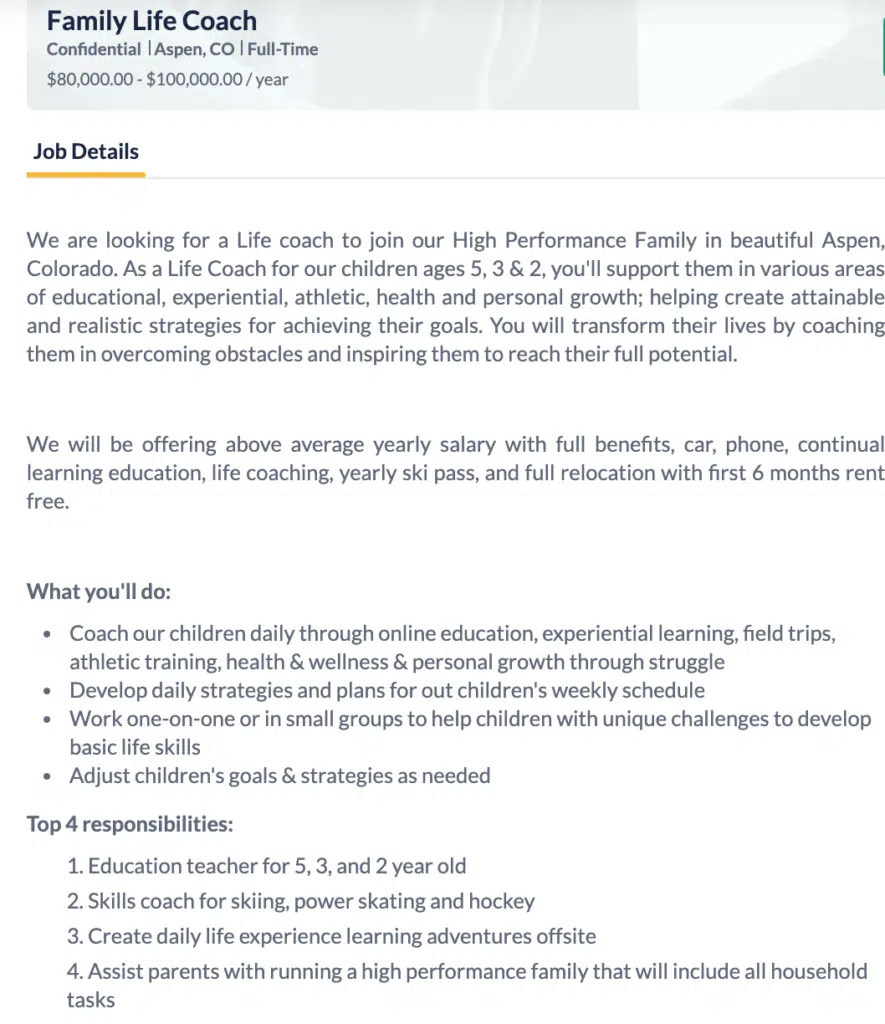 Family Life Coach
Confidential | Aspen, CO | Full-Time
$80,000.00 - $100,000.00 / year
Job Details
We are looking for a Life coach to join our High Performance Family in beautiful Aspen,
Colorado. As a Life Coach for our children ages 5, 3 & 2, you'll support them in various areas
of educational, experiential, athletic, health and personal growth; helping create attainable
and realistic strategies for achieving their goals. You will transform their lives by coaching
them in overcoming obstacles and inspiring them to reach their full potential.
We will be offering above average yearly salary with full benefits, car, phone, continual
learning education, life coaching, yearly ski pass, and full relocation with first 6 months rent
free.
What you'll do:
• Coach our children daily through online education, experiential learning, field trips,
athletic training, health & wellness & personal growth through struggle
• Develop daily strategies and plans for out children's weekly schedule
• Work one-on-one or in small groups to help children with unique challenges to develop
basic life skills
• Adjust children's goals & strategies as needed
Top 4 responsibilities:
1. Education teacher for 5, 3, and 2 year old
2. Skills coach for skiing, power skating and hockey
3. Create daily life experience learning adventures offsite
4. Assist parents with running a high performance family that will include all household
tasks